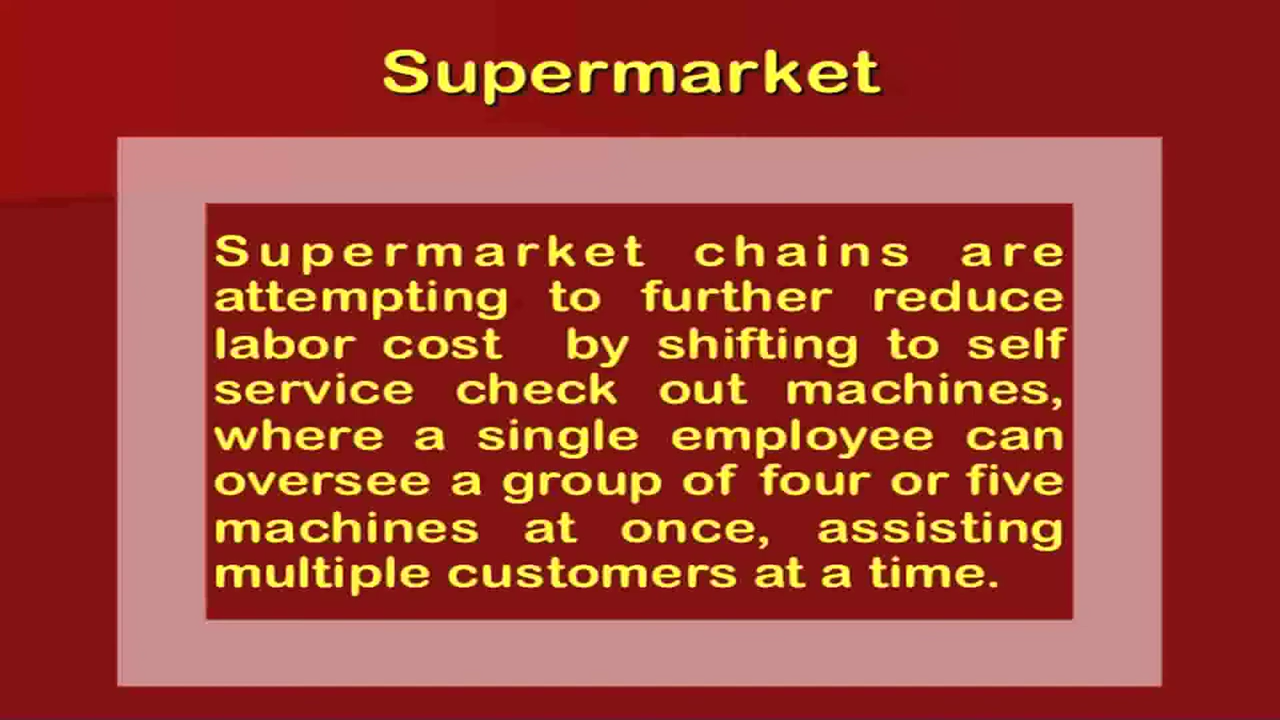 Supermarket
Supermarket chains are
attempting to further reduce
labor cost by shifting to self
service check out machines,
where a single employee can
oversee a group of four or five
machines at once, assisting
multiple customers at a time.